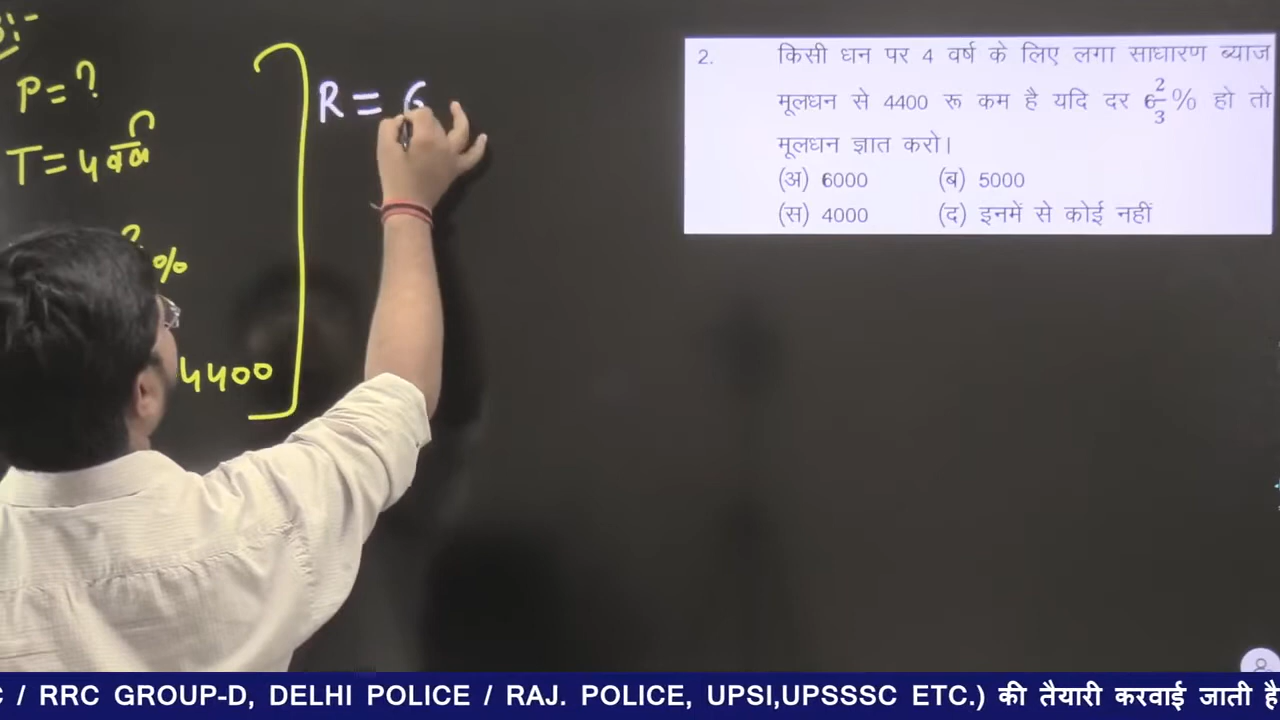 P = ?
T = 4 वर्ष
%
4400
R = 6
2. किसी धन पर 4 वर्ष के लिए लगा साधारण ब्याज
मूलधन से 4400 रू कम है यदि दर 6 2/3 % हो तो
मूलधन ज्ञात करो।
(अ) 6000 (ब) 5000
(स) 4000 (द) इनमें से कोई नहीं
/ RRC GROUP-D, DELHI POLICE / RAJ. POLICE, UPSI,UPSSSC ETC.) की तैयारी करवाई जाती है